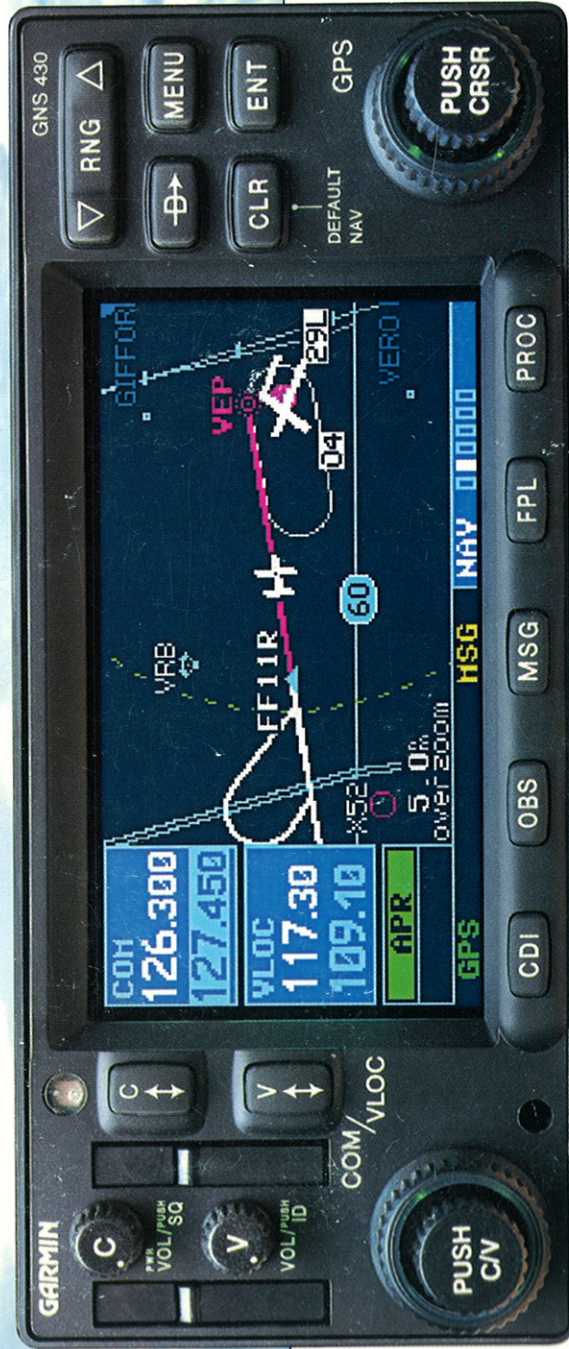 GARMIN
GNS 430
C
PWR
VOL/PUSH
SQ
V
VOL/PUSH
ID
C
V
COM/VLOC
PUSH
C/V
COM
126.300
127.450
VLOC
117.30
109.10
APR
GPS
GIFFOR
VRB
FF11R
VEP
29L
04
60
X52
5.0
over zoom
VERO
MSG
NAV
RNG
MENU
D
CLR
ENT
DEFAULT
NAV
GPS
PUSH
CRSR
CDI
OBS
MSG
FPL
PROC